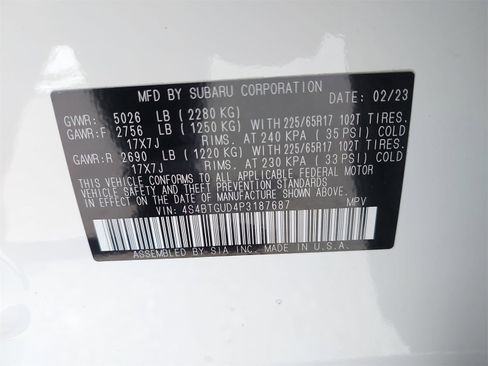 MFD BY SUBARU CORPORATION DATE: 02/23
GVWR: 5026 LB (2280 KG)
GAWR:F 2756 LB (1250 KG) WITH 225/65R17 102T TIRES.
17X7J RIMS. AT 240 KPA ( 35 PSI) COLD
GAWR:R 2690 LB (1220 KG) WITH 225/65R17 102T TIRES.
17X7J RIMS. AT 230 KPA ( 33 PSI) COLD
THIS VEHICLE CONFORMS TO ALL APPLICABLE FEDERAL MOTOR
VEHICLE SAFETY, BUMPER, AND THEFT PREVENTION STANDARDS
IN EFFECT ON THE DATE OF MANUFACTURE SHOWN ABOVE.
VIN: 4S4BTGUD4P3187687 MPV
ASSEMBLED BY SIA INC. MADE IN U.S.A.